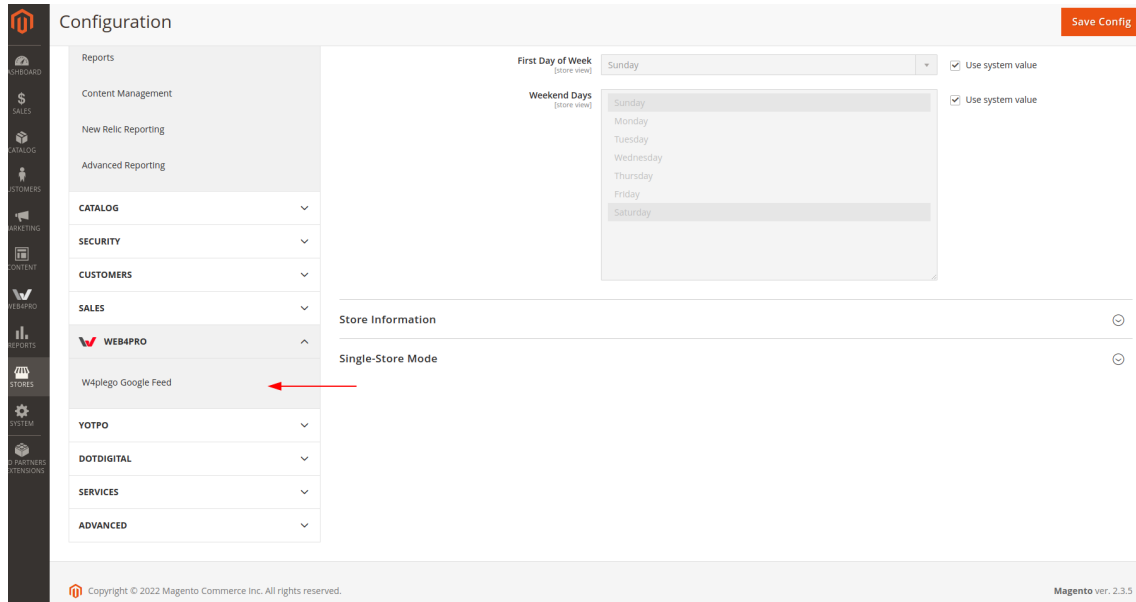 Configuration
Save Config
ASHBOARD
SALES
CATALOG
USTOMERS
MARKETING
CONTENT
WEB4PRO
REPORTS
STORES
SYSTEM
D PARTNERS
EXTENSIONS
Reports
Content Management
New Relic Reporting
Advanced Reporting
CATALOG
SECURITY
CUSTOMERS
SALES
WEB4PRO
W4plego Google Feed
YOTPO
DOTDIGITAL
SERVICES
ADVANCED
First Day of Week
[store view]
Sunday
Use system value
Weekend Days
[store view]
Sunday
Monday
Tuesday
Wednesday
Thursday
Friday
Saturday
Use system value
Store Information
Single-Store Mode
Copyright © 2022 Magento Commerce Inc. All rights reserved.
Magento ver. 2.3.5